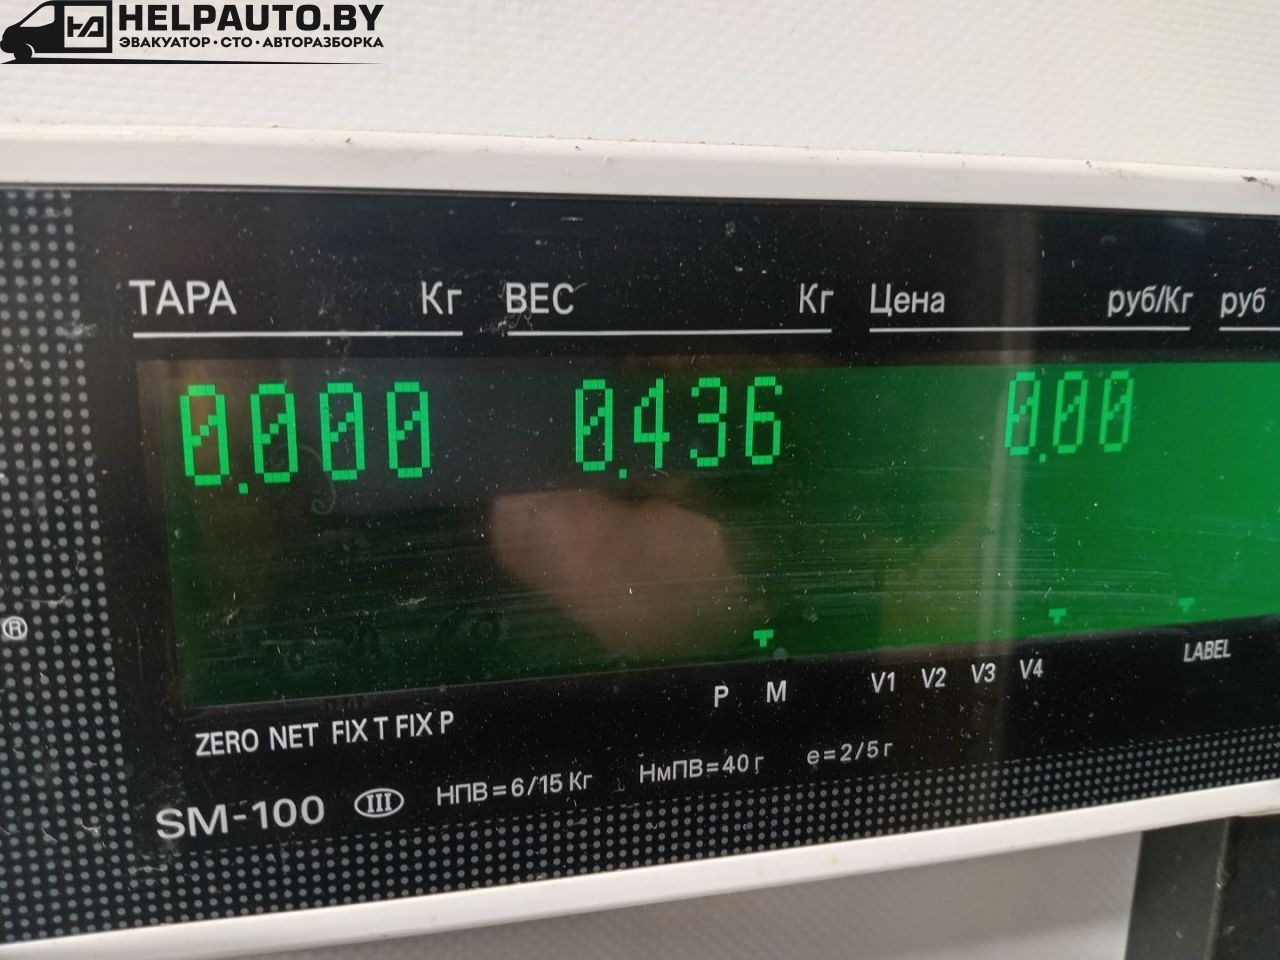 HELPAUTO.BY
ЭВАКУАТОР·СТО·АВТОРАЗБОРКА
ТАРА Кг ВЕС Кг Цена руб/Кг руб
0.000 0.436 0.00
®
P M V1 V2 V3 V4 LABEL
ZERO NET FIX T FIX P
SM-100 III НПВ=6/15 Кг НмПВ=40 г e=2/5 г